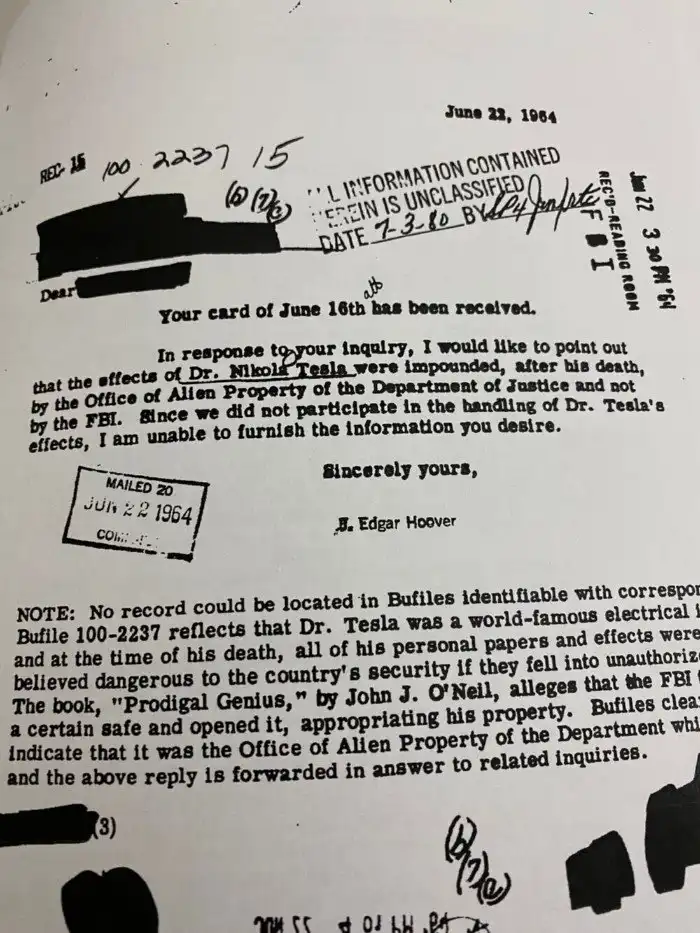 June 22, 1964
REC- 15 100 2237 15
L INFORMATION CONTAINED
EREIN IS UNCLASSIFIED
DATE 7-3-80 BY
REC'D-READING ROOM
F B I
JUN 22 3 30 PM '64
Dear
Your card of June 16th has been received.
In response to your inquiry, I would like to point out
that the effects of Dr. Nikola Tesla were impounded, after his death,
by the Office of Alien Property of the Department of Justice and not
by the FBI. Since we did not participate in the handling of Dr. Tesla's
effects, I am unable to furnish the information you desire.
Sincerely yours,
J. Edgar Hoover
MAILED 20
JUN 22 1964
NOTE: No record could be located in Bufiles identifiable with correspon
Bufile 100-2237 reflects that Dr. Tesla was a world-famous electrical i
and at the time of his death, all of his personal papers and effects were
believed dangerous to the country's security if they fell into unauthoriz
The book, "Prodigal Genius," by John J. O'Neil, alleges that the FBI
a certain safe and opened it, appropriating his property. Bufiles clea
indicate that it was the Office of Alien Property of the Department whi
and the above reply is forwarded in answer to related inquiries.
(3)